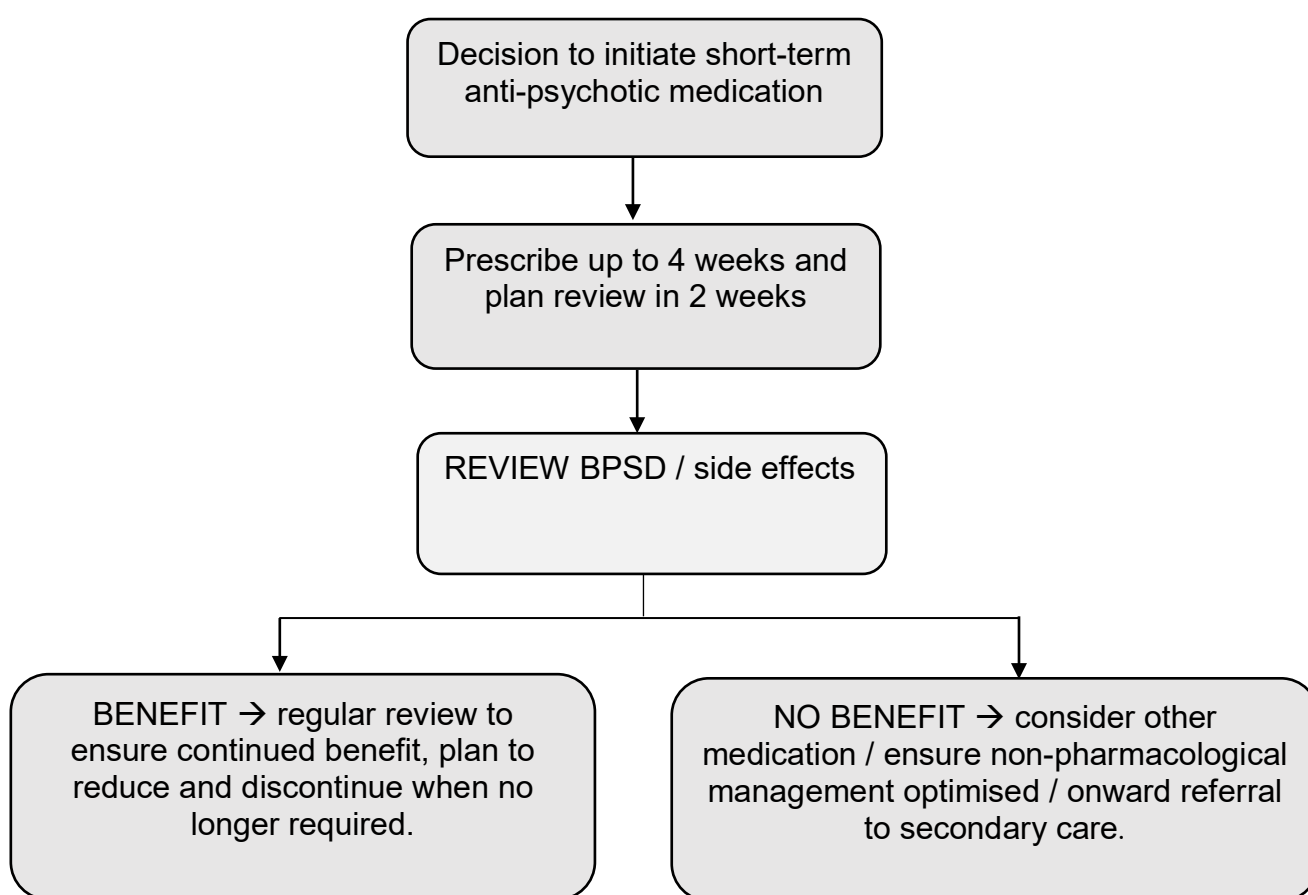 Decision to initiate short-term
anti-psychotic medication
Prescribe up to 4 weeks and
plan review in 2 weeks
REVIEW BPSD / side effects
BENEFIT → regular review to
ensure continued benefit, plan to
reduce and discontinue when no
longer required.
NO BENEFIT → consider other
medication / ensure non-pharmacological
management optimised / onward referral
to secondary care.